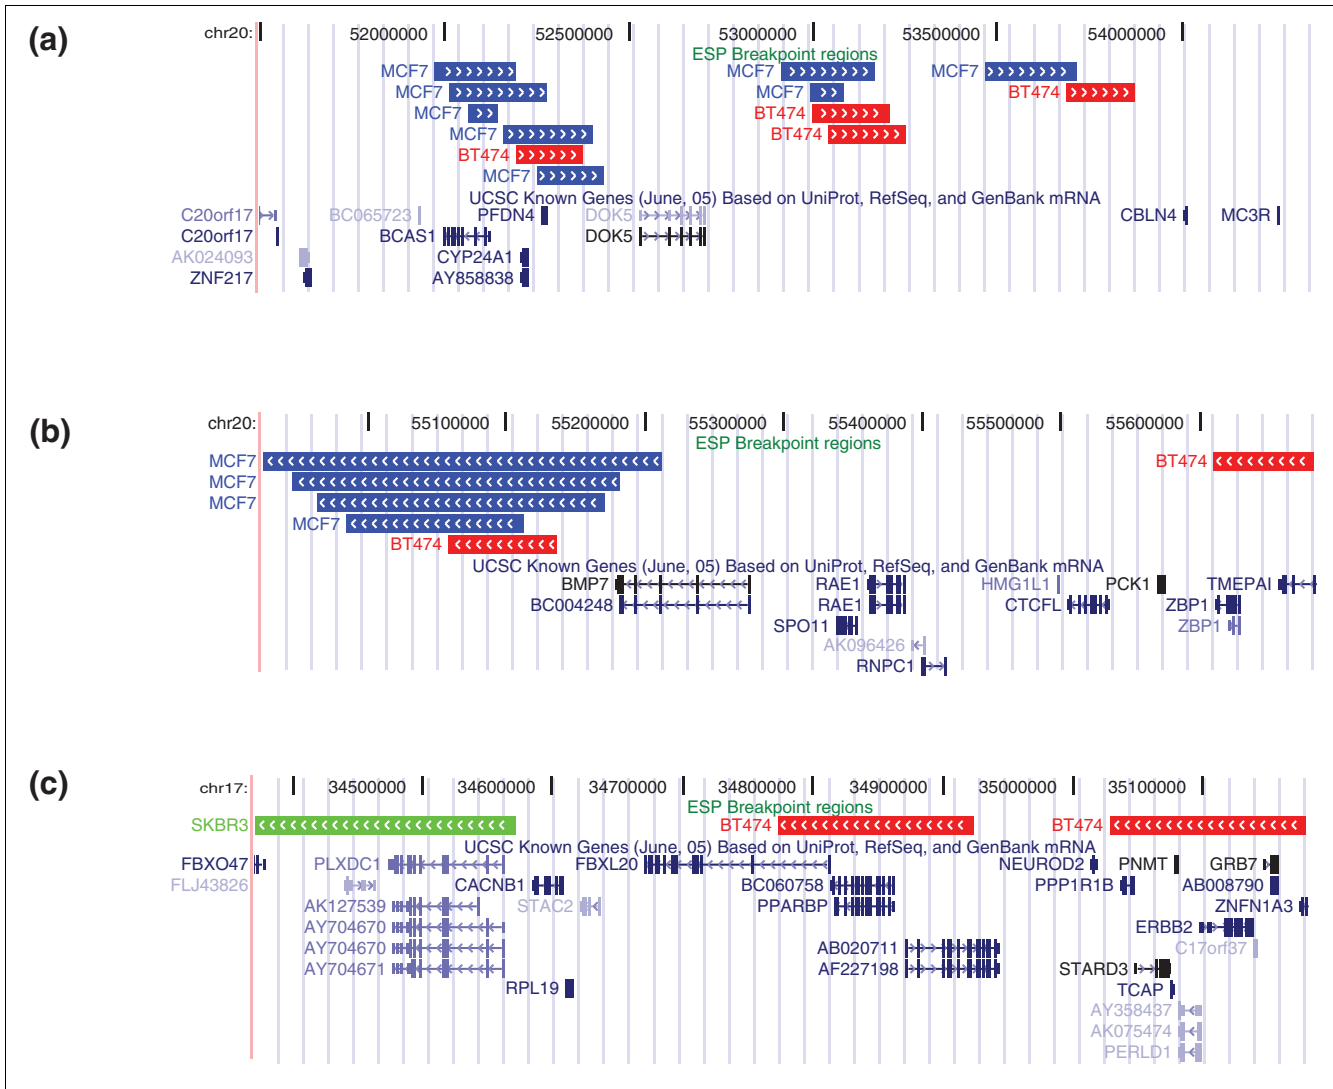 (a)
chr20: 52000000 52500000 53000000 53500000 54000000
ESP Breakpoint regions
MCF7 MCF7 MCF7
MCF7 MCF7 BT474
MCF7 BT474
MCF7 BT474
BT474
MCF7
UCSC Known Genes (June, 05) Based on UniProt, RefSeq, and GenBank mRNA
C20orf17 BC065723 PFDN4 DOK5 CBLN4 MC3R
C20orf17 BCAS1 DOK5
AK024093 CYP24A1
ZNF217 AY858838
(b)
chr20: 55100000 55200000 55300000 55400000 55500000 55600000
ESP Breakpoint regions
MCF7 BT474
MCF7
MCF7
MCF7
BT474
UCSC Known Genes (June, 05) Based on UniProt, RefSeq, and GenBank mRNA
BMP7 RAE1 HMG1L1 PCK1 TMEPAI
BC004248 RAE1 CTCFL ZBP1
SPO11 ZBP1
AK096426
RNPC1
(c)
chr17: 34500000 34600000 34700000 34800000 34900000 35000000 35100000
ESP Breakpoint regions
SKBR3 BT474 BT474
UCSC Known Genes (June, 05) Based on UniProt, RefSeq, and GenBank mRNA
FBXO47 PLXDC1 FBXL20 NEUROD2 PNMT GRB7
FLJ43826 CACNB1 BC060758 PPP1R1B AB008790
AK127539 STAC2 PPARBP ZNFN1A3
AY704670 ERBB2
AY704670 AB020711 C17orf37
AY704671 AF227198 STARD3
RPL19 TCAP
AY358437
AK075474
PERLD1